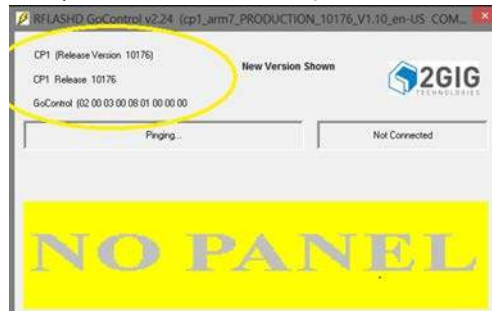 RFLASHD GoControl v2.24 (cp1_arm7_PRODUCTION_10176_V1.10_en-US COM...
CP1 (Release Version 10176)
CP1 Release 10176
GoControl (02 00 03 00 08 01 00 00 00
New Version Shown
2GIG
TECHNOLOGIES
Pinging...
Not Connected
NO PANEL